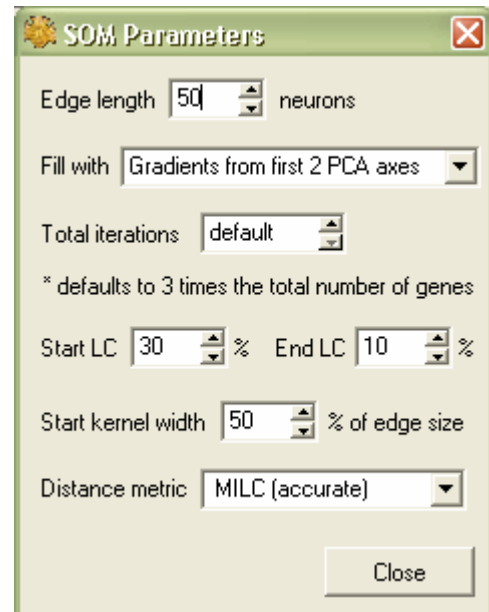 SOM Parameters
Edge length 50 neurons
Fill with Gradients from first 2 PCA axes
Total iterations default
* defaults to 3 times the total number of genes
Start LC 30 % End LC 10 %
Start kernel width 50 % of edge size
Distance metric MILC (accurate)
Close